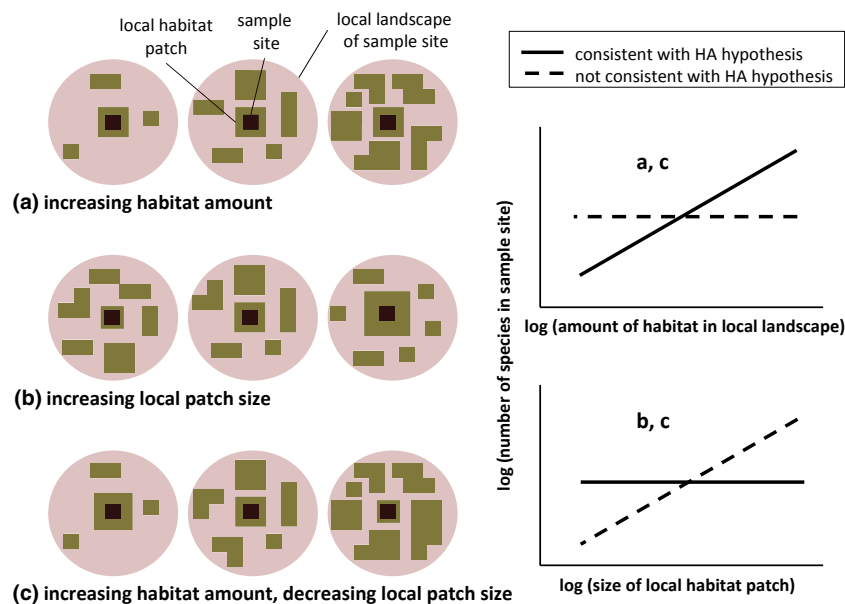 local habitat
patch
sample
site
local landscape
of sample site
(a) increasing habitat amount
(b) increasing local patch size
(c) increasing habitat amount, decreasing local patch size
consistent with HA hypothesis
not consistent with HA hypothesis
log (number of species in sample site)
a, c
log (amount of habitat in local landscape)
b, c
log (size of local habitat patch)